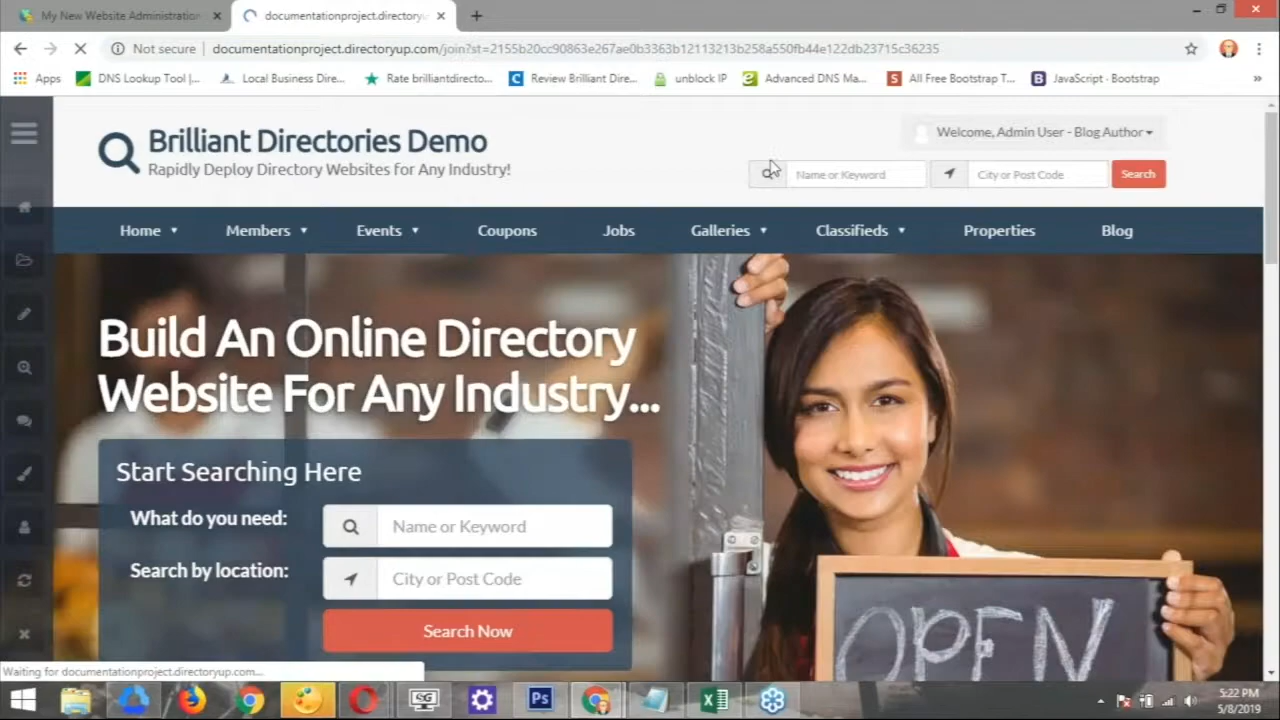 My New Website Administration
documentationproject.directoryup
Not secure
documentationproject.directoryup.com/join?st=2155b20cc90863e267ae0b3363b12113213b258a550fb44e122db23715c36235
Apps
DNS Lookup Tool |...
Local Business Dire...
Rate brilliantdirecto...
Review Brilliant Dire...
unblock IP
Advanced DNS Ma...
All Free Bootstrap T...
JavaScript · Bootstrap
»
Brilliant Directories Demo
Rapidly Deploy Directory Websites for Any Industry!
Welcome, Admin User - Blog Author
Name or Keyword
City or Post Code
Search
Home
Members
Events
Coupons
Jobs
Galleries
Classifieds
Properties
Blog
Build An Online Directory
Website For Any Industry...
Start Searching Here
What do you need:
Name or Keyword
Search by location:
City or Post Code
Search Now
OPEN
Waiting for documentationproject.directoryup.com...
SG
Ps
5:22 PM
5/8/2019